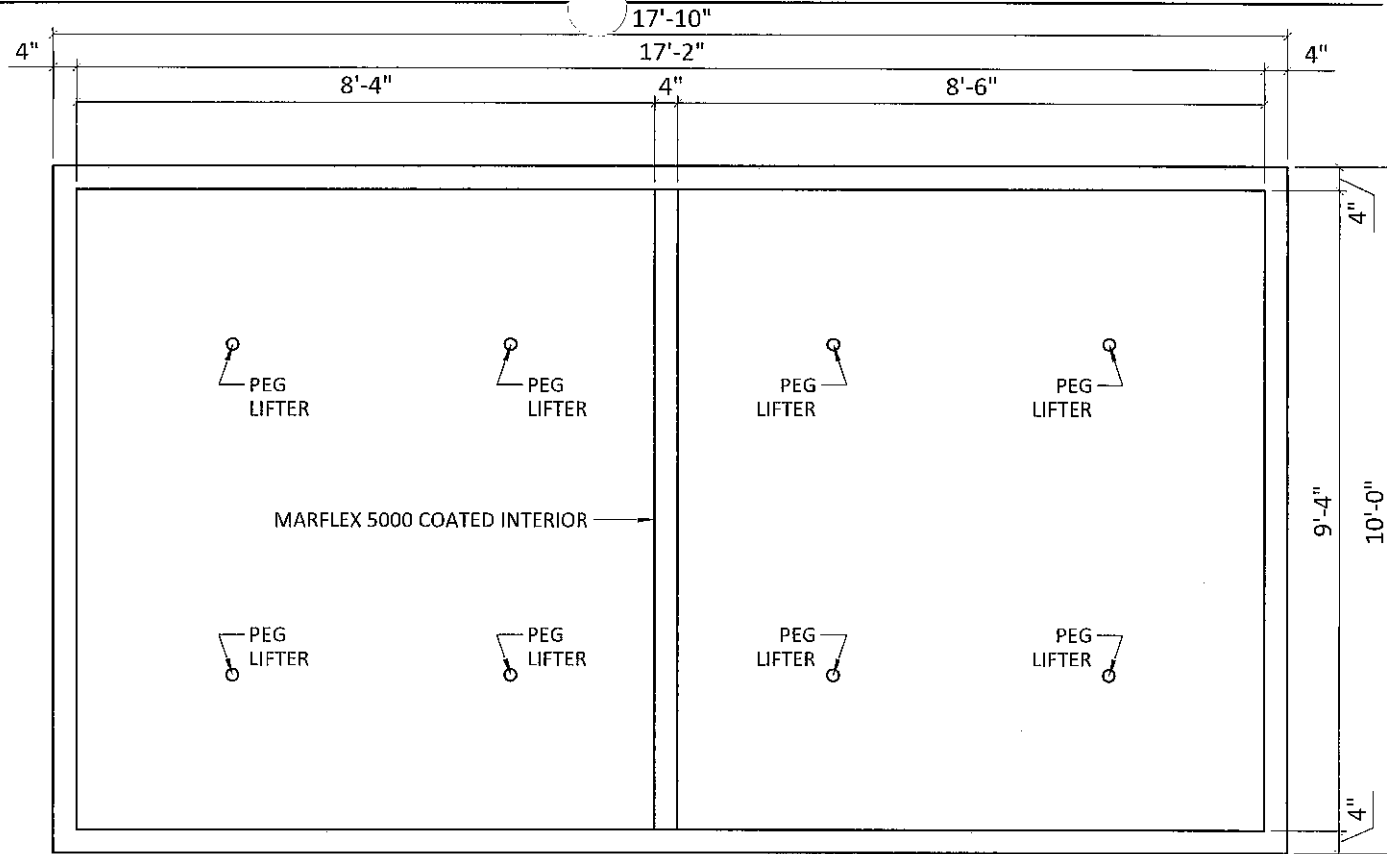 17'-10"
4"
17'-2"
4"
8'-4"
4"
8'-6"
4"
PEG
LIFTER
PEG
LIFTER
PEG
LIFTER
PEG
LIFTER
MARFLEX 5000 COATED INTERIOR
9'-4"
10'-0"
PEG
LIFTER
PEG
LIFTER
PEG
LIFTER
PEG
LIFTER
4"